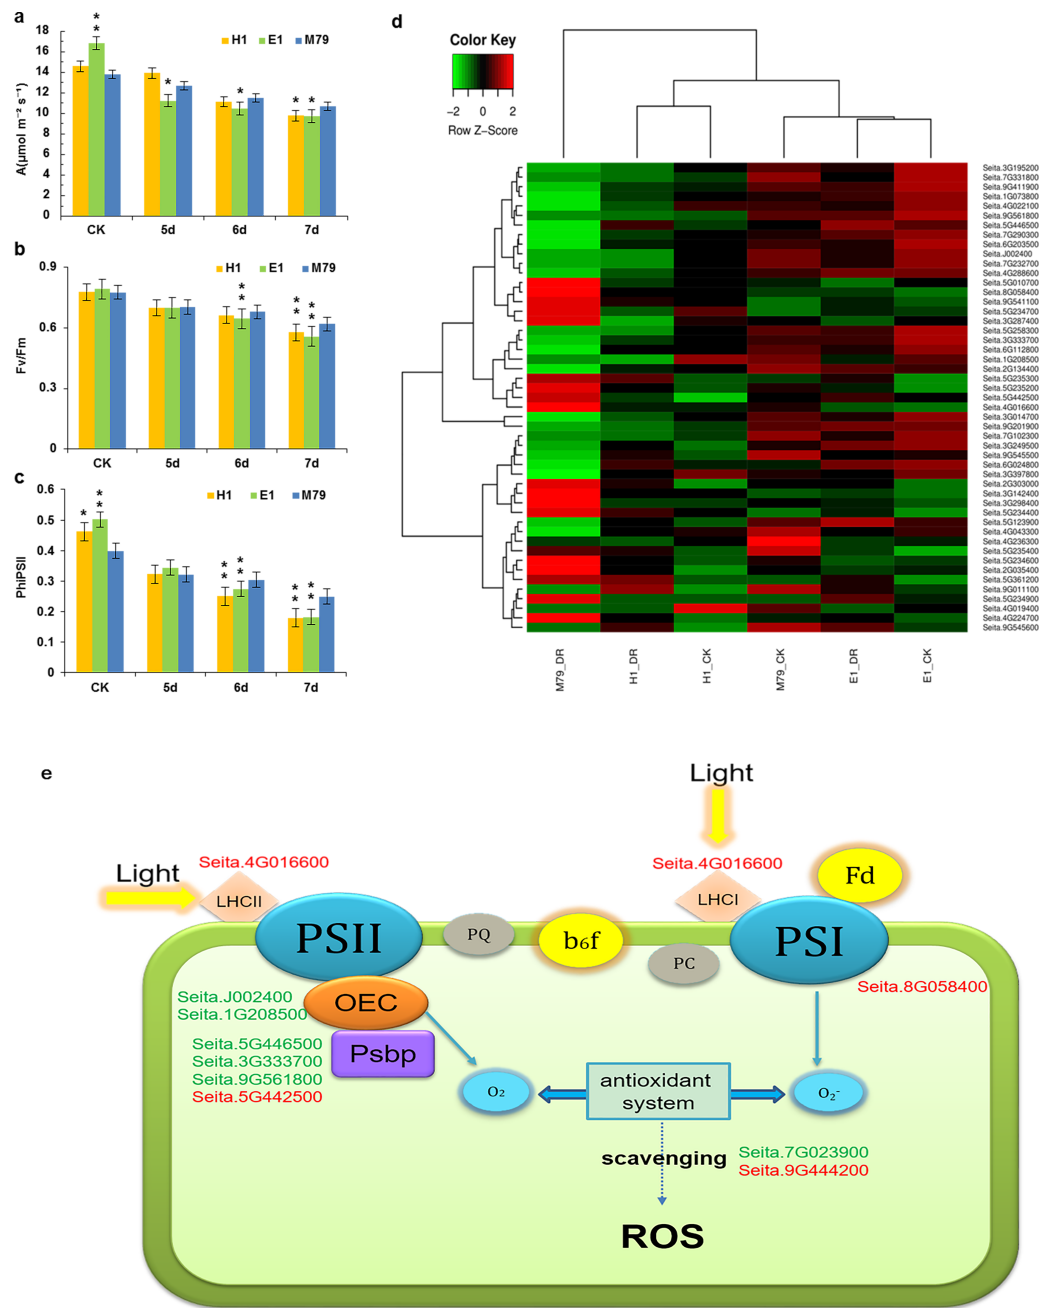 a
18
16
14
12
10
8
6
4
2
0
A(μmol m⁻² s⁻¹)
H1 E1 M79
* *
*
*
* *
CK 5d 6d 7d
b
0.9
0.6
0.3
0
Fv/Fm
H1 E1 M79
* *
* * * *
CK 5d 6d 7d
c
0.6
0.5
0.4
0.3
0.2
0.1
0
PhiPSII
H1 E1 M79
* * *
* * * *
* * * *
CK 5d 6d 7d
d
Color Key
−2 0 2
Row Z−Score
Seita.3G195200
Seita.7G331800
Seita.9G411900
Seita.1G073800
Seita.4G022100
Seita.9G561800
Seita.5G446500
Seita.7G290300
Seita.6G203500
Seita.J002400
Seita.7G232700
Seita.4G288600
Seita.5G010700
Seita.8G058400
Seita.9G541100
Seita.5G234700
Seita.3G287400
Seita.5G258300
Seita.3G333700
Seita.6G112800
Seita.1G208500
Seita.2G134400
Seita.5G235300
Seita.5G235200
Seita.5G442500
Seita.4G016600
Seita.3G014700
Seita.9G201900
Seita.7G102300
Seita.3G249500
Seita.9G545500
Seita.6G024800
Seita.3G397800
Seita.2G303000
Seita.3G142400
Seita.3G298400
Seita.5G234400
Seita.5G123900
Seita.4G043300
Seita.4G236300
Seita.5G235400
Seita.5G234600
Seita.2G035400
Seita.5G361200
Seita.9G011100
Seita.5G234900
Seita.4G019400
Seita.4G224700
Seita.9G545600
M79_DR
H1_DR
H1_CK
M79_CK
E1_DR
E1_CK
e
Light
Seita.4G016600
LHCII
PSII
PQ
b₆f
PC
Light
Seita.4G016600
LHCI
Fd
PSI
Seita.8G058400
Seita.J002400
Seita.1G208500
OEC
Seita.5G446500
Seita.3G333700
Seita.9G561800
Seita.5G442500
Psbp
O₂
antioxidant
system
O₂⁻
scavenging
Seita.7G023900
Seita.9G444200
ROS